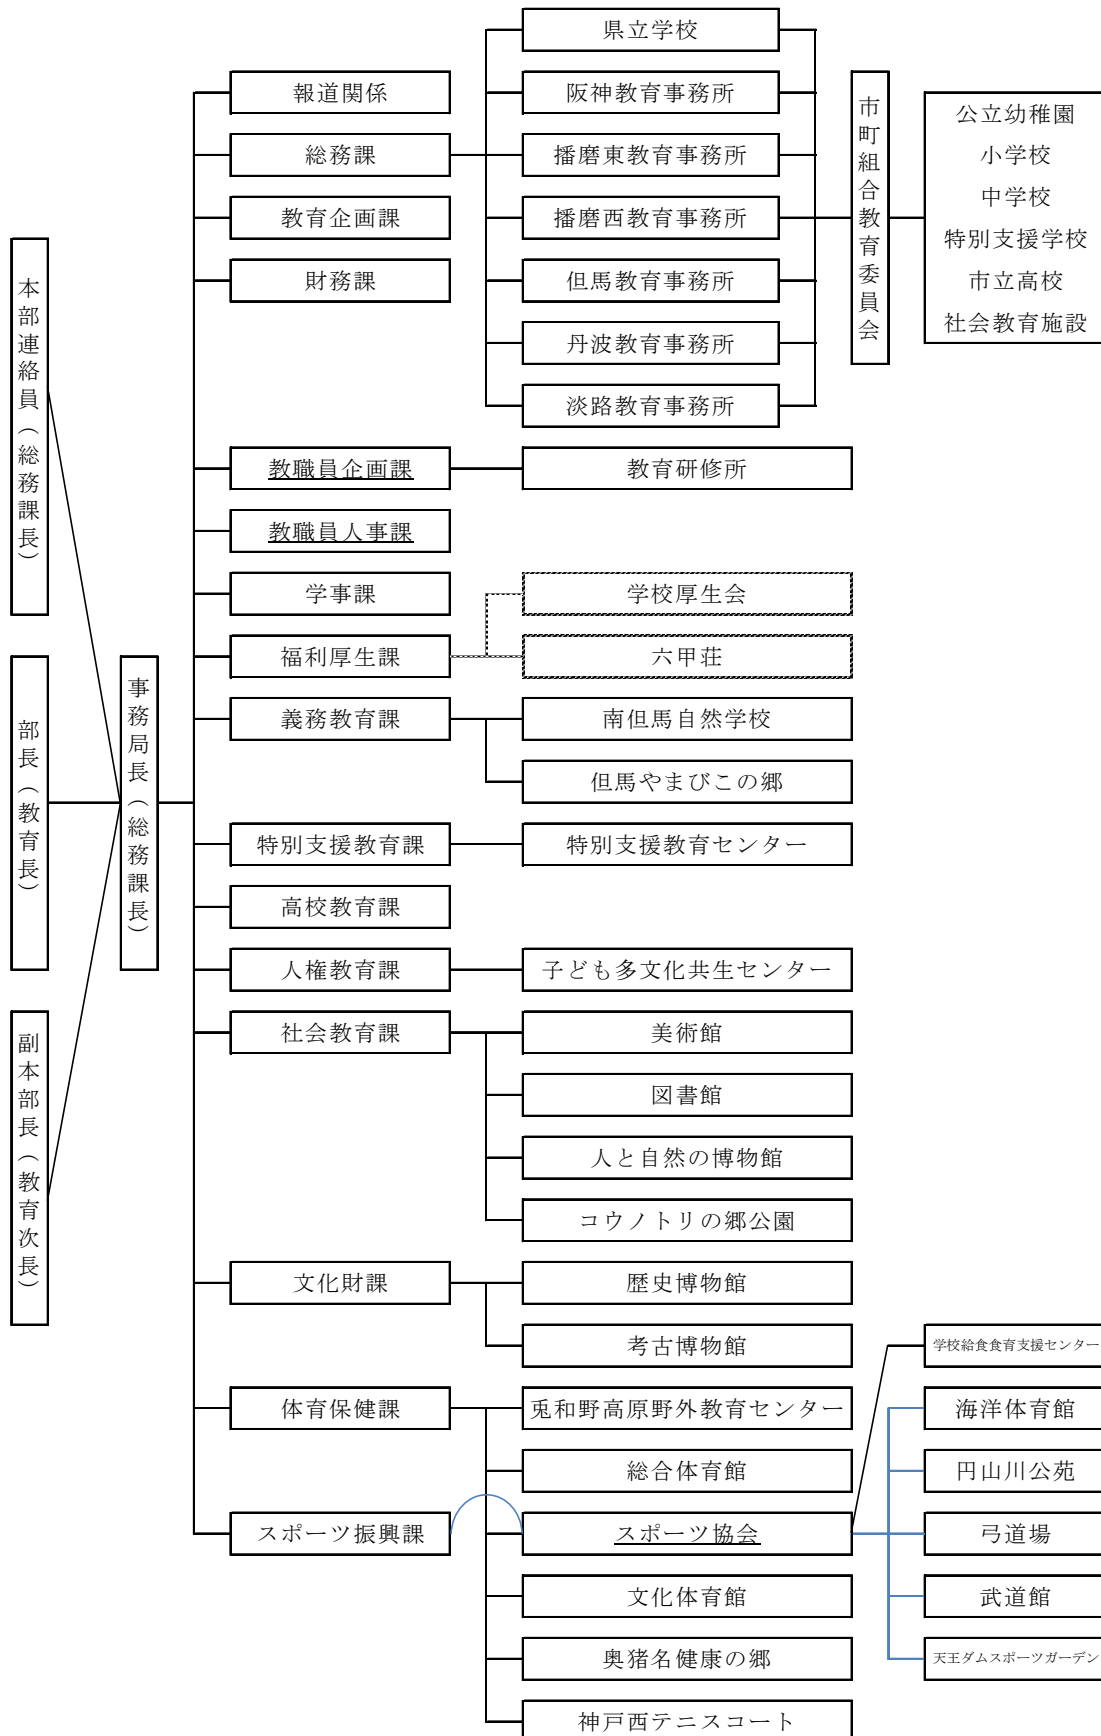 本部連絡員（総務課長）
部長（教育長）
副本部長（教育次長）
事務局長（総務課長）
報道関係
総務課
教育企画課
財務課
教職員企画課
教職員人事課
学事課
福利厚生課
義務教育課
特別支援教育課
高校教育課
人権教育課
社会教育課
文化財課
体育保健課
スポーツ振興課
県立学校
阪神教育事務所
播磨東教育事務所
播磨西教育事務所
但馬教育事務所
丹波教育事務所
淡路教育事務所
教育研修所
学校厚生会
六甲荘
南但馬自然学校
但馬やまびこの郷
特別支援教育センター
子ども多文化共生センター
美術館
図書館
人と自然の博物館
コウノトリの郷公園
歴史博物館
考古博物館
兎和野高原野外教育センター
総合体育館
スポーツ協会
文化体育館
奥猪名健康の郷
神戸西テニスコート
市町組合教育委員会
公立幼稚園
小学校
中学校
特別支援学校
市立高校
社会教育施設
学校給食食育支援センター
海洋体育館
円山川公苑
弓道場
武道館
天王ダムスポーツガーデン